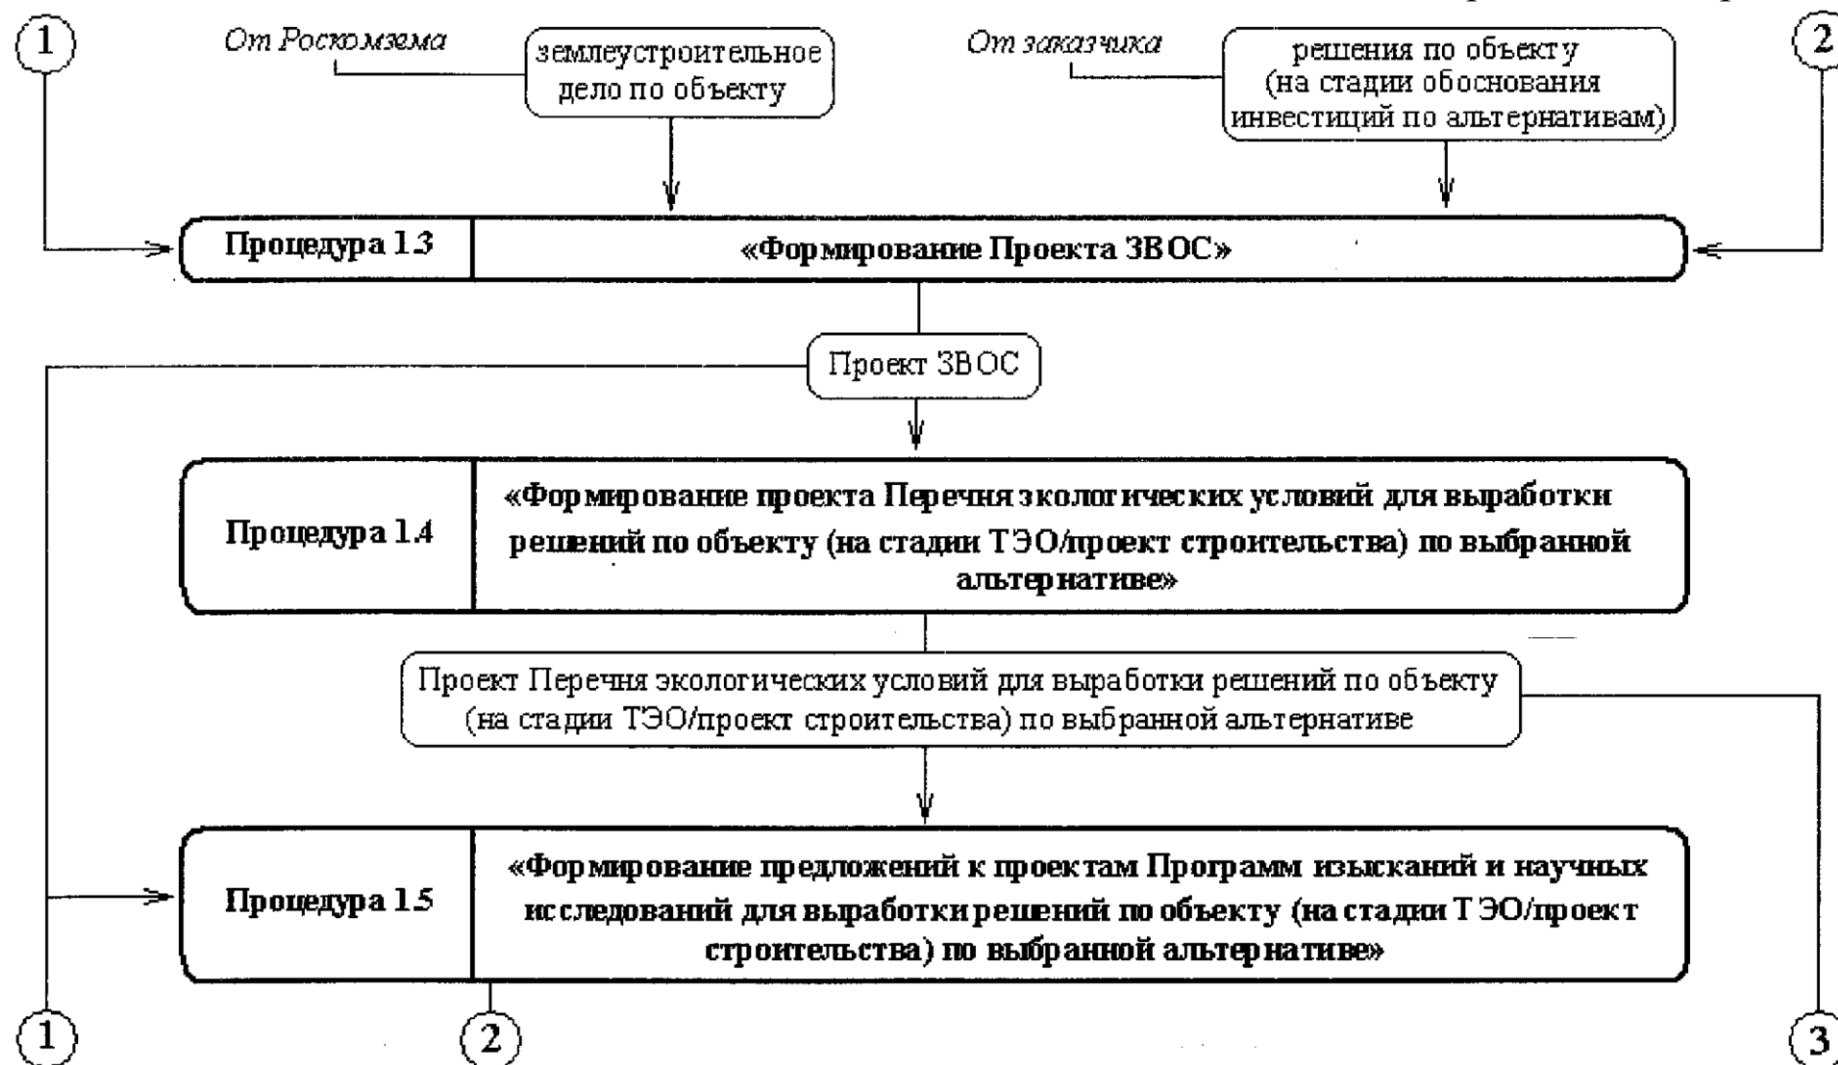 1
От Роскомзема
землеустроительное
дело по объекту
От заказчика
решения по объекту
(на стадии обоснования
инвестиций по альтернативам)
2
Процедура 1.3
«Формирование Проекта ЗВОС»
Проект ЗВОС
Процедура 1.4
«Формирование проекта Перечня экологических условий для выработки
решений по объекту (на стадии ТЭО/проект строительства) по выбранной
альтернативе»
Проект Перечня экологических условий для выработки решений по объекту
(на стадии ТЭО/проект строительства) по выбранной альтернативе
Процедура 1.5
«Формирование предложений к проектам Программ изысканий и научных
исследований для выработки решений по объекту (на стадии ТЭО/проект
строительства) по выбранной альтернативе»
1
2
3